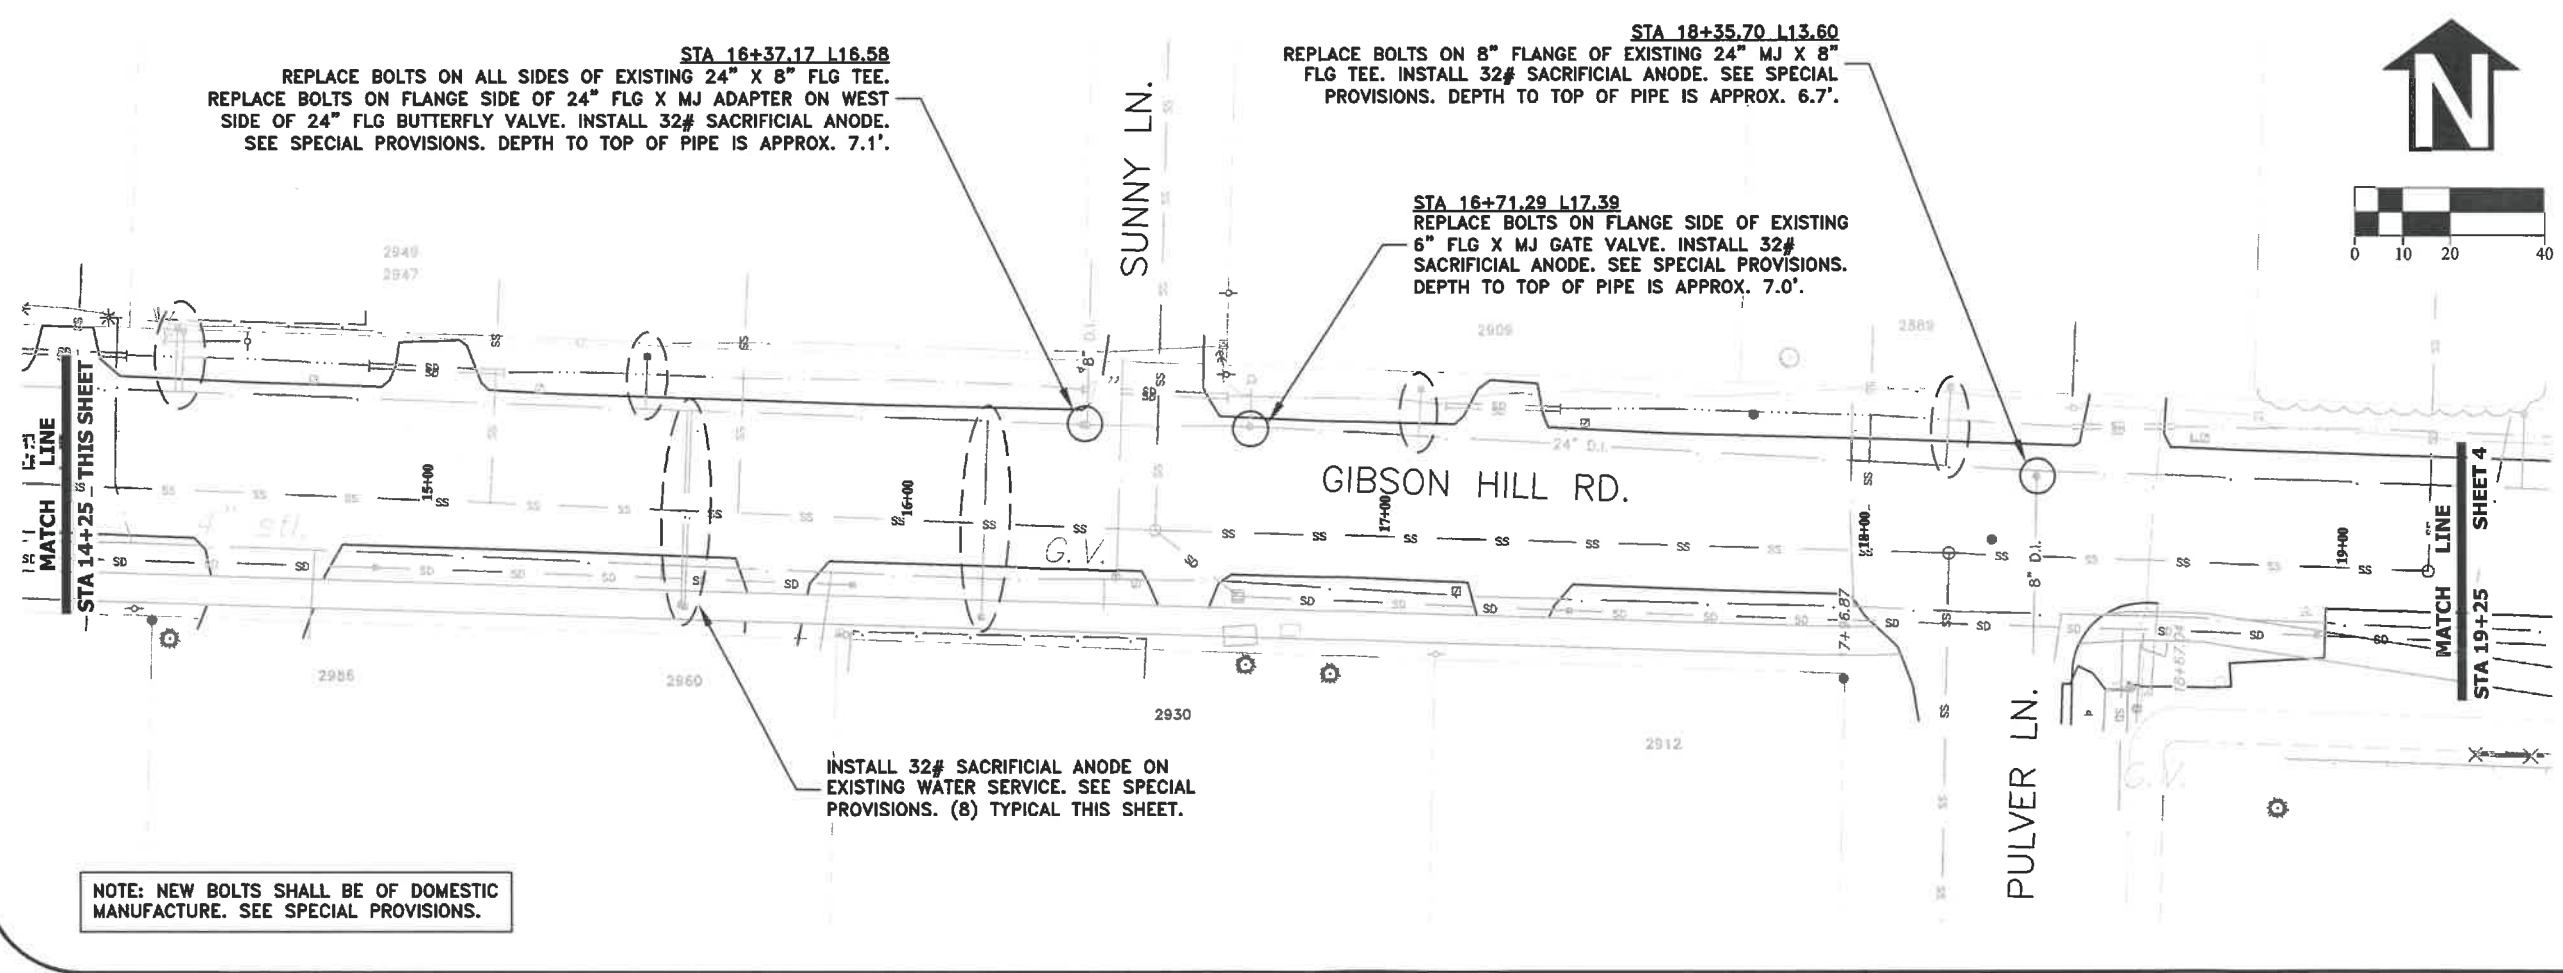 STA 16+37.17 L16.58
REPLACE BOLTS ON ALL SIDES OF EXISTING 24" X 8" FLG TEE.
REPLACE BOLTS ON FLANGE SIDE OF 24" FLG X MJ ADAPTER ON WEST
SIDE OF 24" FLG BUTTERFLY VALVE. INSTALL 32# SACRIFICIAL ANODE.
SEE SPECIAL PROVISIONS. DEPTH TO TOP OF PIPE IS APPROX. 7.1'.
STA 18+35.70 L13.60
REPLACE BOLTS ON 8" FLANGE OF EXISTING 24" MJ X 8"
FLG TEE. INSTALL 32# SACRIFICIAL ANODE. SEE SPECIAL
PROVISIONS. DEPTH TO TOP OF PIPE IS APPROX. 6.7'.
STA 16+71.29 L17.39
REPLACE BOLTS ON FLANGE SIDE OF EXISTING
6" FLG X MJ GATE VALVE. INSTALL 32#
SACRIFICIAL ANODE. SEE SPECIAL PROVISIONS.
DEPTH TO TOP OF PIPE IS APPROX. 7.0'.
N
0 10 20 40
SUNNY LN.
2949
2947
2909
2889
8" D.I.
24" D.I.
GIBSON HILL RD.
MATCH LINE
STA 14+25 - THIS SHEET
15+00
16+00
17+00
18+00
19+00
4" stl.
G.V.
8" D.I.
MATCH LINE
STA 19+25 - SHEET 4
SS
SD
2986
2960
2930
2912
PULVER LN.
G.V.
INSTALL 32# SACRIFICIAL ANODE ON
EXISTING WATER SERVICE. SEE SPECIAL
PROVISIONS. (8) TYPICAL THIS SHEET.
NOTE: NEW BOLTS SHALL BE OF DOMESTIC
MANUFACTURE. SEE SPECIAL PROVISIONS.